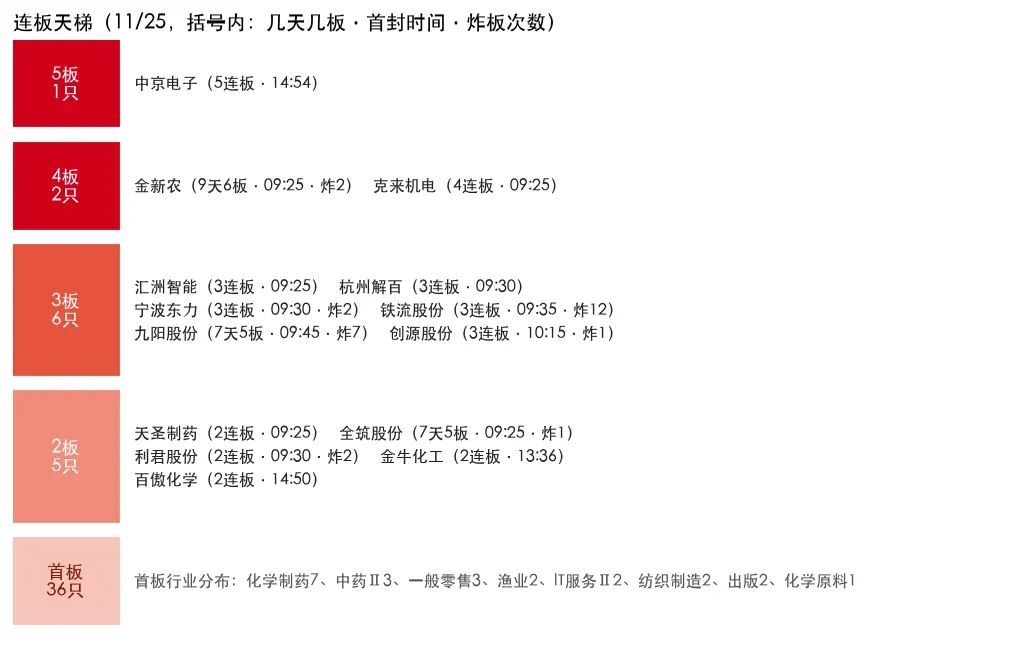 连板天梯（11/25，括号内：几天几板·首封时间·炸板次数）
5板
1只
中京电子（5连板·14:54）
4板
2只
金新农（9天6板·09:25·炸2） 克来机电（4连板·09:25）
3板
6只
汇洲智能（3连板·09:25） 杭州解百（3连板·09:30）
宁波东力（3连板·09:30·炸2） 铁流股份（3连板·09:35·炸12）
九阳股份（7天5板·09:45·炸7） 创源股份（3连板·10:15·炸1）
2板
5只
天圣制药（2连板·09:25） 全筑股份（7天5板·09:25·炸1）
利君股份（2连板·09:30·炸2） 金牛化工（2连板·13:36）
百傲化学（2连板·14:50）
首板
36只
首板行业分布：化学制药7、中药Ⅱ3、一般零售3、渔业2、IT服务Ⅱ2、纺织制造2、出版2、化学原料1